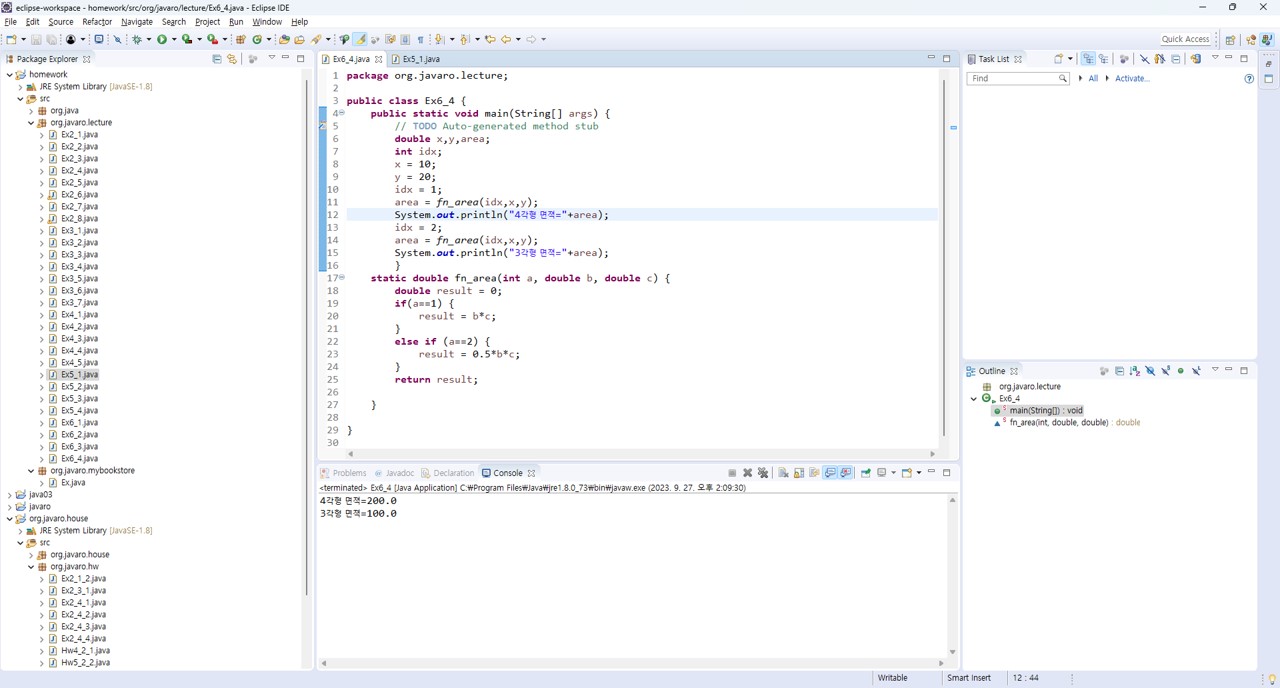 eclipse-workspace - homework/src/org/javaro/lecture/Ex6_4.java - Eclipse IDE
File Edit Source Refactor Navigate Search Project Run Window Help
Quick Access
Package Explorer
homework
JRE System Library [JavaSE-1.8]
src
org.java
org.javaro.lecture
Ex2_1.java
Ex2_2.java
Ex2_3.java
Ex2_4.java
Ex2_5.java
Ex2_6.java
Ex2_7.java
Ex2_8.java
Ex3_1.java
Ex3_2.java
Ex3_3.java
Ex3_4.java
Ex3_5.java
Ex3_6.java
Ex3_7.java
Ex4_1.java
Ex4_2.java
Ex4_3.java
Ex4_4.java
Ex4_5.java
Ex5_1.java
Ex5_2.java
Ex5_3.java
Ex5_4.java
Ex6_1.java
Ex6_2.java
Ex6_3.java
Ex6_4.java
org.javaro.mybookstore
Ex.java
java03
javaro
org.javaro.house
JRE System Library [JavaSE-1.8]
src
org.javaro.house
org.javaro.hw
Ex2_1_2.java
Ex2_3_1.java
Ex2_4_1.java
Ex2_4_2.java
Ex2_4_3.java
Ex2_4_4.java
Hw4_2_1.java
Hw5_2_2.java
Ex6_4.java Ex5_1.java
1 package org.javaro.lecture;
2
3 public class Ex6_4 {
4 public static void main(String[] args) {
5 // TODO Auto-generated method stub
6 double x,y,area;
7 int idx;
8 x = 10;
9 y = 20;
10 idx = 1;
11 area = fn_area(idx,x,y);
12 System.out.println("4각형 면적="+area);
13 idx = 2;
14 area = fn_area(idx,x,y);
15 System.out.println("3각형 면적="+area);
16 }
17 static double fn_area(int a, double b, double c) {
18 double result = 0;
19 if(a==1) {
20 result = b*c;
21 }
22 else if (a==2) {
23 result = 0.5*b*c;
24 }
25 return result;
26
27 }
28
29 }
30
Problems Javadoc Declaration Console
<terminated> Ex6_4 [Java Application] C:₩Program Files₩Java₩jre1.8.0_73₩bin₩javaw.exe (2023. 9. 27. 오후 2:09:30)
4각형 면적=200.0
3각형 면적=100.0
Task List
Find All Activate...
Outline
org.javaro.lecture
Ex6_4
main(String[]) : void
fn_area(int, double, double) : double
Writable Smart Insert 12 : 44